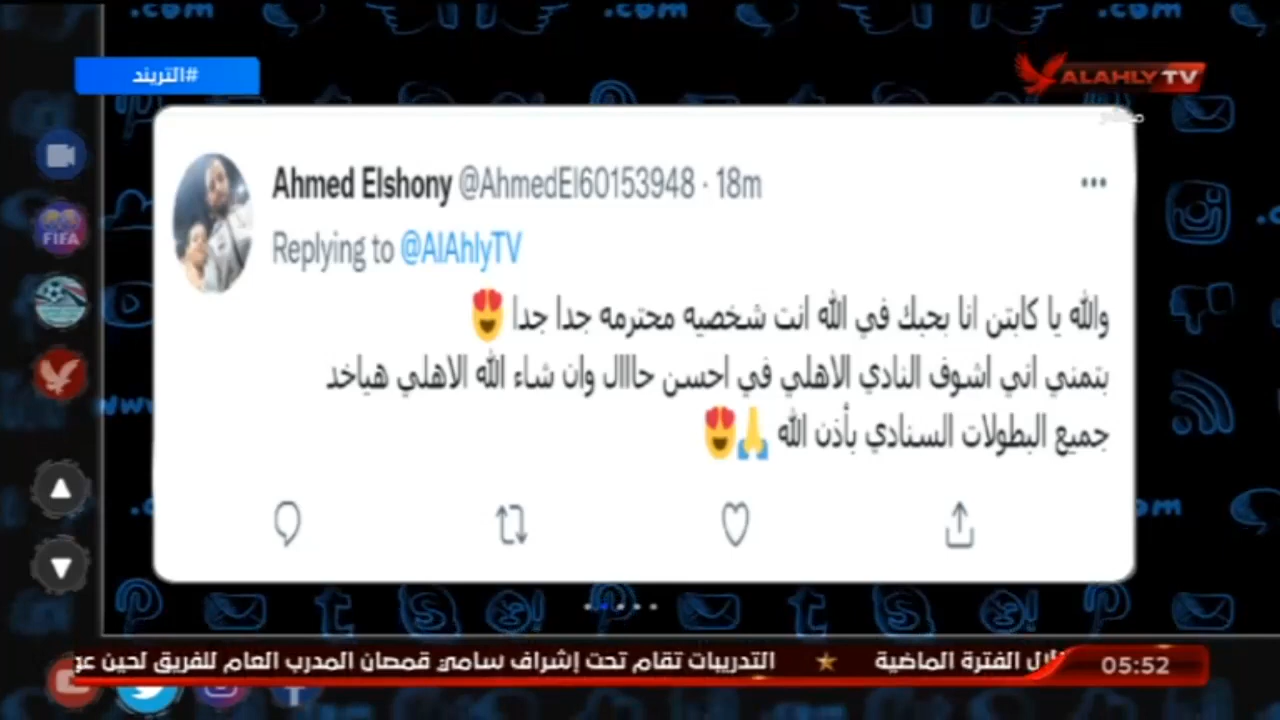 #التريند
ALAHLY TV
مباشر
Ahmed Elshony @AhmedEl60153948 · 18m
Replying to @AlAhlyTV
والله يا كابتن انا بحبك في الله انت شخصيه محترمه جدا جدا 😍
بتمني اني اشوف النادي الاهلي في احسن حاااال وان شاء الله الاهلي هياخد
جميع البطولات السنادي بأذن الله 🙏😍
FIFA
الفترة الماضية ★ التدريبات تقام تحت إشراف سامي قمصان المدرب العام للفريق لحين
05:52